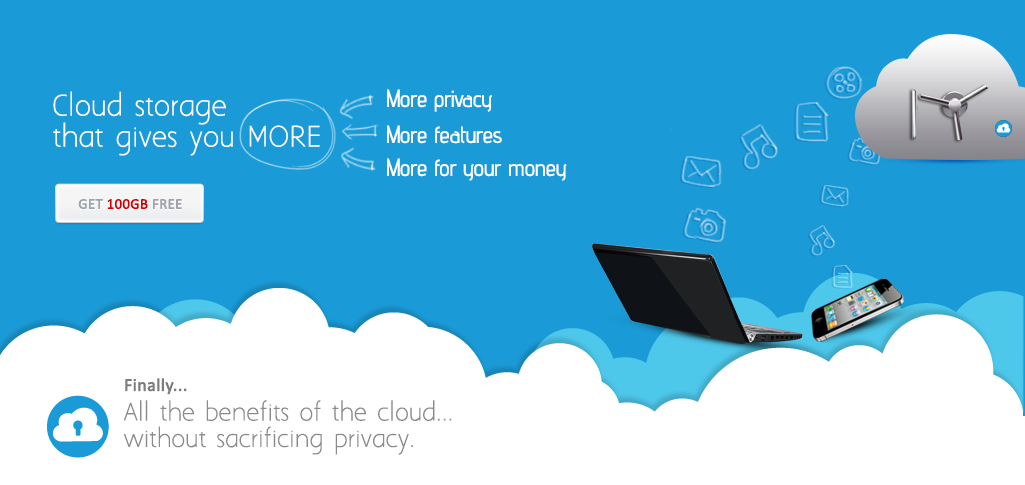 Cloud storage
that gives you MORE
More privacy
More features
More for your money
GET 100GB FREE
Finally...
All the benefits of the cloud...
without sacrificing privacy.